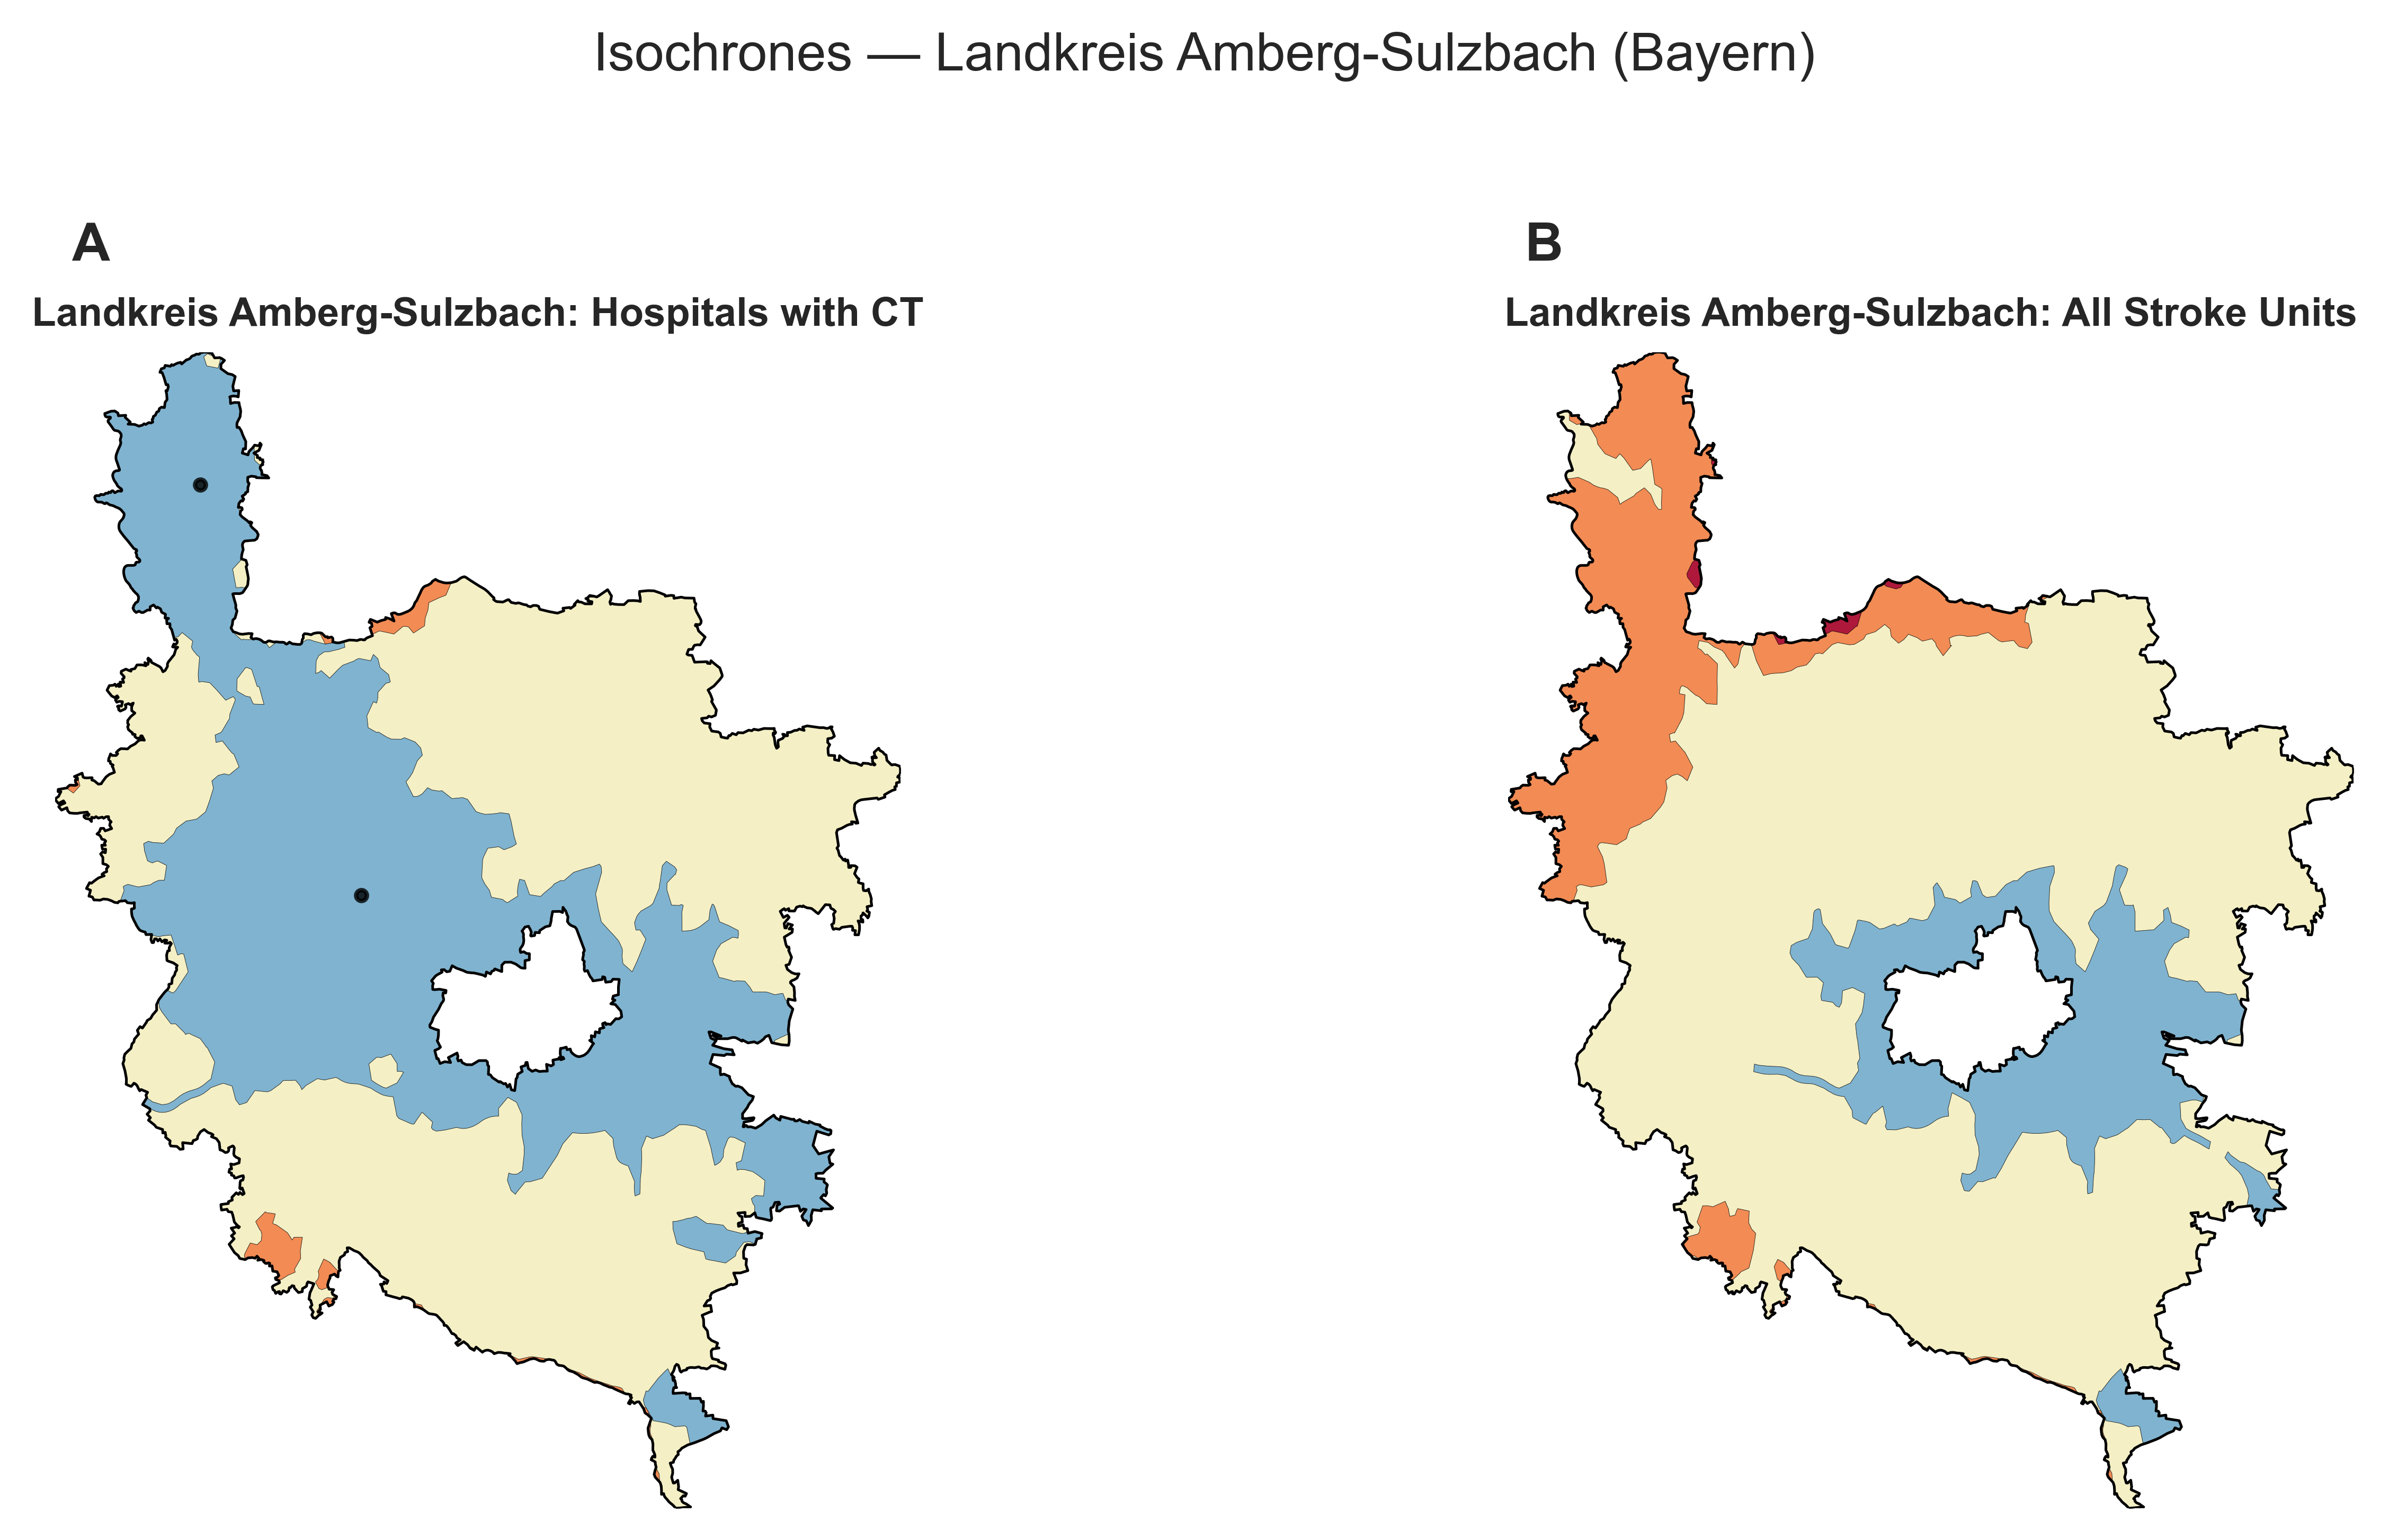 Isochrones — Landkreis Amberg-Sulzbach (Bayern)
A
Landkreis Amberg-Sulzbach: Hospitals with CT
B
Landkreis Amberg-Sulzbach: All Stroke Units